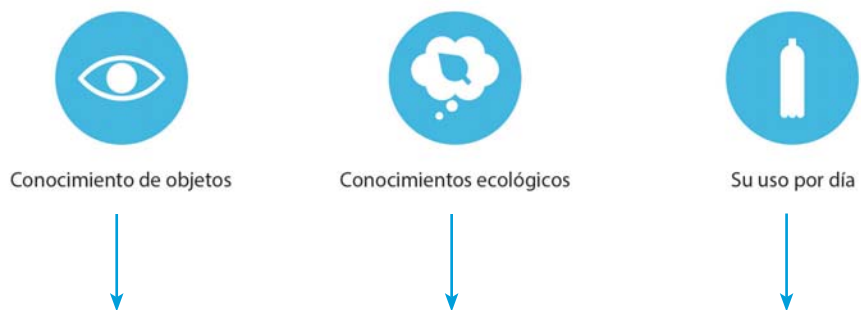 Conocimiento de objetos
Conocimientos ecológicos
Su uso por día